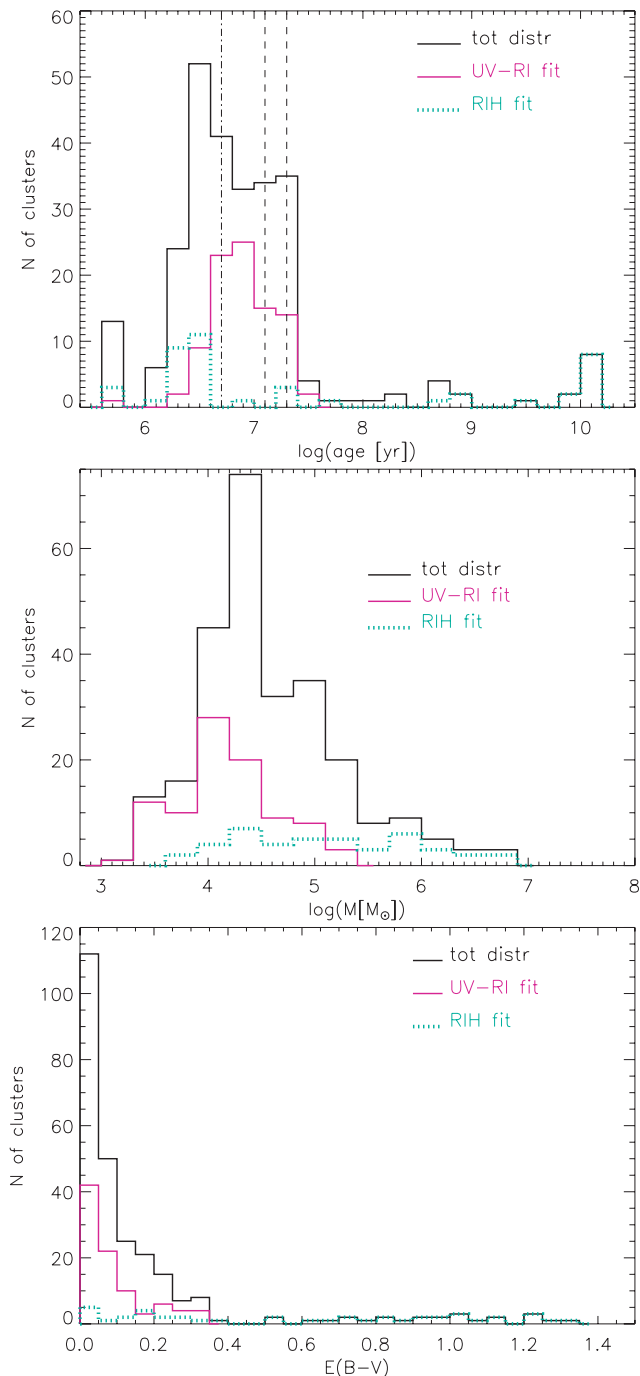 60
50
40
30
20
10
0
N of clusters
tot distr
UV-RI fit
RIH fit
6
7
8
9
10
log(age [yr])
60
40
20
0
N of clusters
tot distr
UV-RI fit
RIH fit
3
4
5
6
7
8
log(M[M☉])
120
100
80
60
40
20
0
N of clusters
tot distr
UV-RI fit
RIH fit
0.0
0.2
0.4
0.6
0.8
1.0
1.2
1.4
E(B-V)